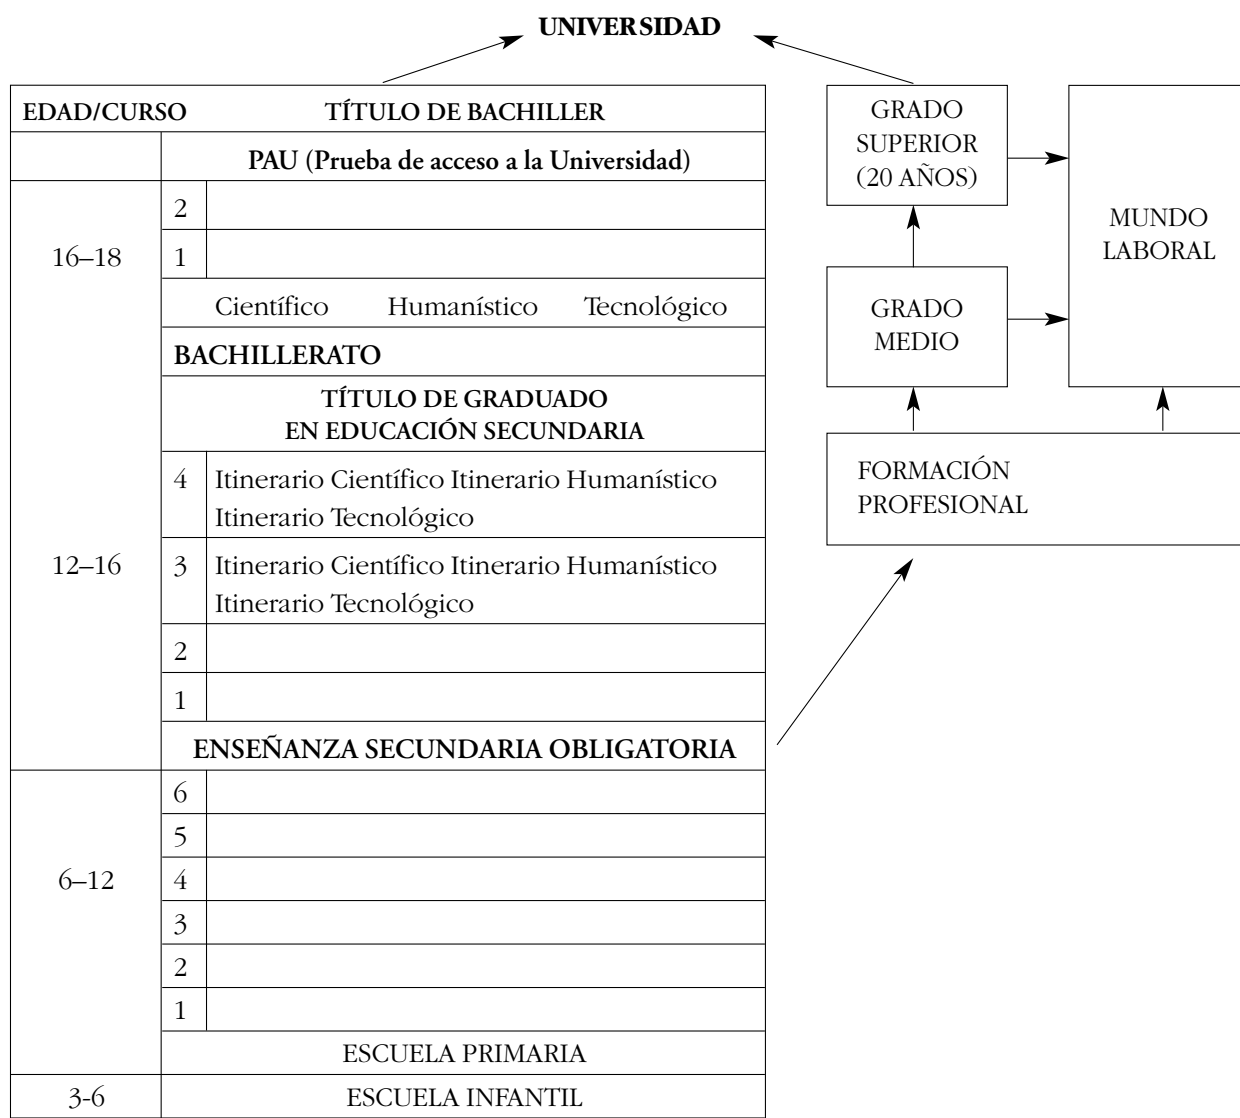 UNIVERSIDAD
EDAD/CURSO TÍTULO DE BACHILLER
PAU (Prueba de acceso a la Universidad)
2
16–18 1
Científico Humanístico Tecnológico
BACHILLERATO
TÍTULO DE GRADUADO
EN EDUCACIÓN SECUNDARIA
4 Itinerario Científico Itinerario Humanístico
Itinerario Tecnológico
12–16 3 Itinerario Científico Itinerario Humanístico
Itinerario Tecnológico
2
1
ENSEÑANZA SECUNDARIA OBLIGATORIA
6
5
6–12 4
3
2
1
ESCUELA PRIMARIA
3-6 ESCUELA INFANTIL
GRADO
SUPERIOR
(20 AÑOS)
MUNDO
LABORAL
GRADO
MEDIO
FORMACIÓN
PROFESIONAL